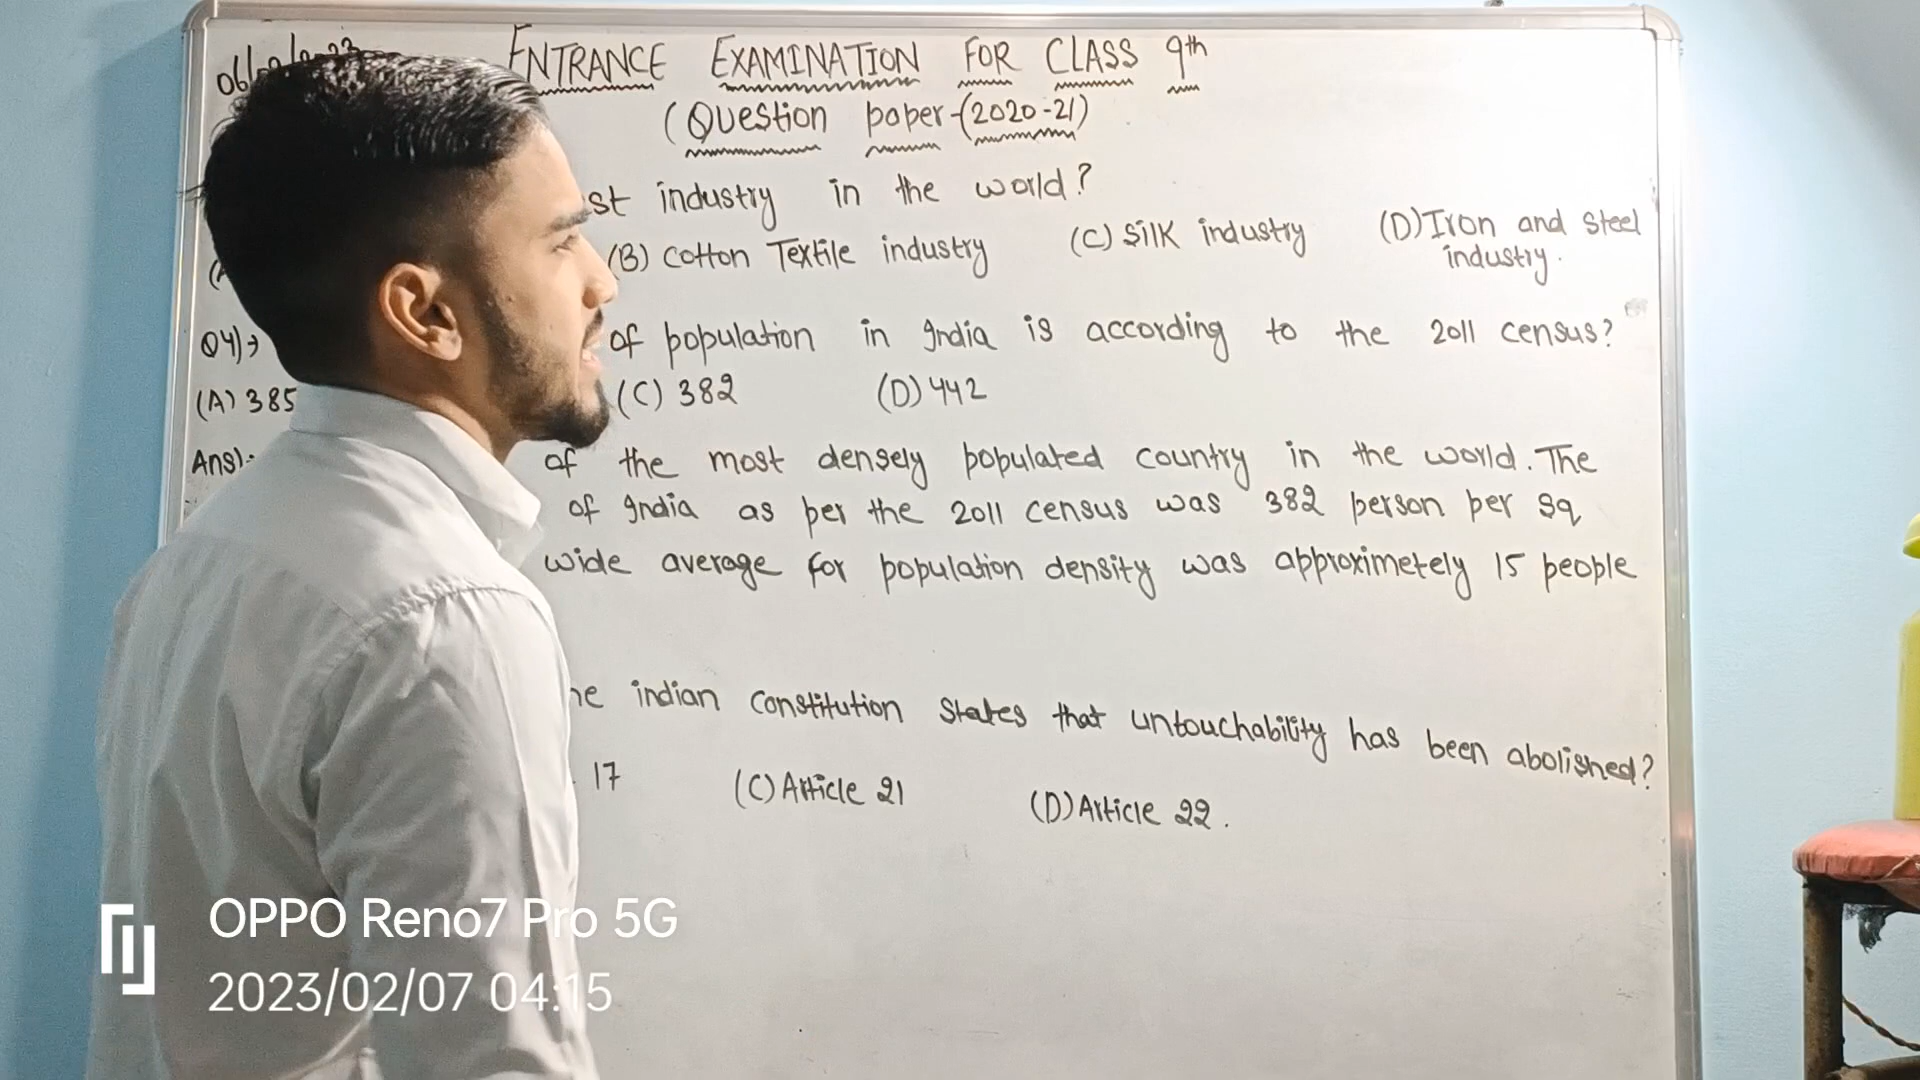 ENTRANCE EXAMINATION FOR CLASS 9th
(Question paper-(2020-21)
st industry in the world?
(B) Cotton Textile industry (C) Silk industry (D) Iron and Steel
industry.
Q4)→ of population in India is according to the 2011 census?
(A) 385 (C) 382 (D) 442
Ans):- of the most densely populated country in the world. The
of India as per the 2011 census was 382 person per sq
wide average for population density was approximetely 15 people
he indian Constitution states that untouchability has been abolished?
17 (C) Article 21 (D) Article 22.
OPPO Reno7 Pro 5G
2023/02/07 04:15